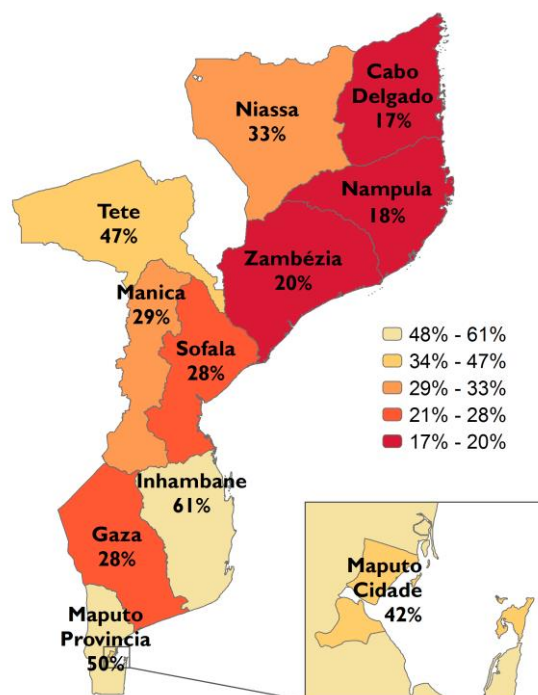 Cabo
Delgado
17%
Niassa
33%
Nampula
18%
Tete
47%
Zambézia
20%
Manica
29%
Sofala
28%
48% - 61%
34% - 47%
29% - 33%
21% - 28%
17% - 20%
Inhambane
61%
Gaza
28%
Maputo
Cidade
42%
Maputo
Provincia
50%